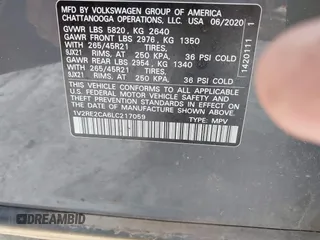 MFD BY VOLKSWAGEN GROUP OF AMERICA
CHATTANOOGA OPERATIONS, LLC. USA 06/2020
GVWR LBS 5820, KG 2640
GAWR FRONT LBS 2976, KG 1350
WITH 265/45R21 TIRES,
8JX21 RIMS, AT 250 KPA. 36 PSI COLD
GAWR REAR LBS 2954, KG 1340
WITH 265/45R21 TIRES,
8JX21 RIMS, AT 250 KPA. 36 PSI COLD
THIS VEHICLE CONFORMS TO ALL APPLICABLE
U.S. FEDERAL MOTOR VEHICLE SAFETY, BUMPER
AND THEFT PREVENTION STANDARDS IN EFFECT ON THE
DATE OF MANUFACTURE SHOWN ABOVE.
1V2RE2CA6LC217059 TYPE: MPV
1420111 1
DREAMBID